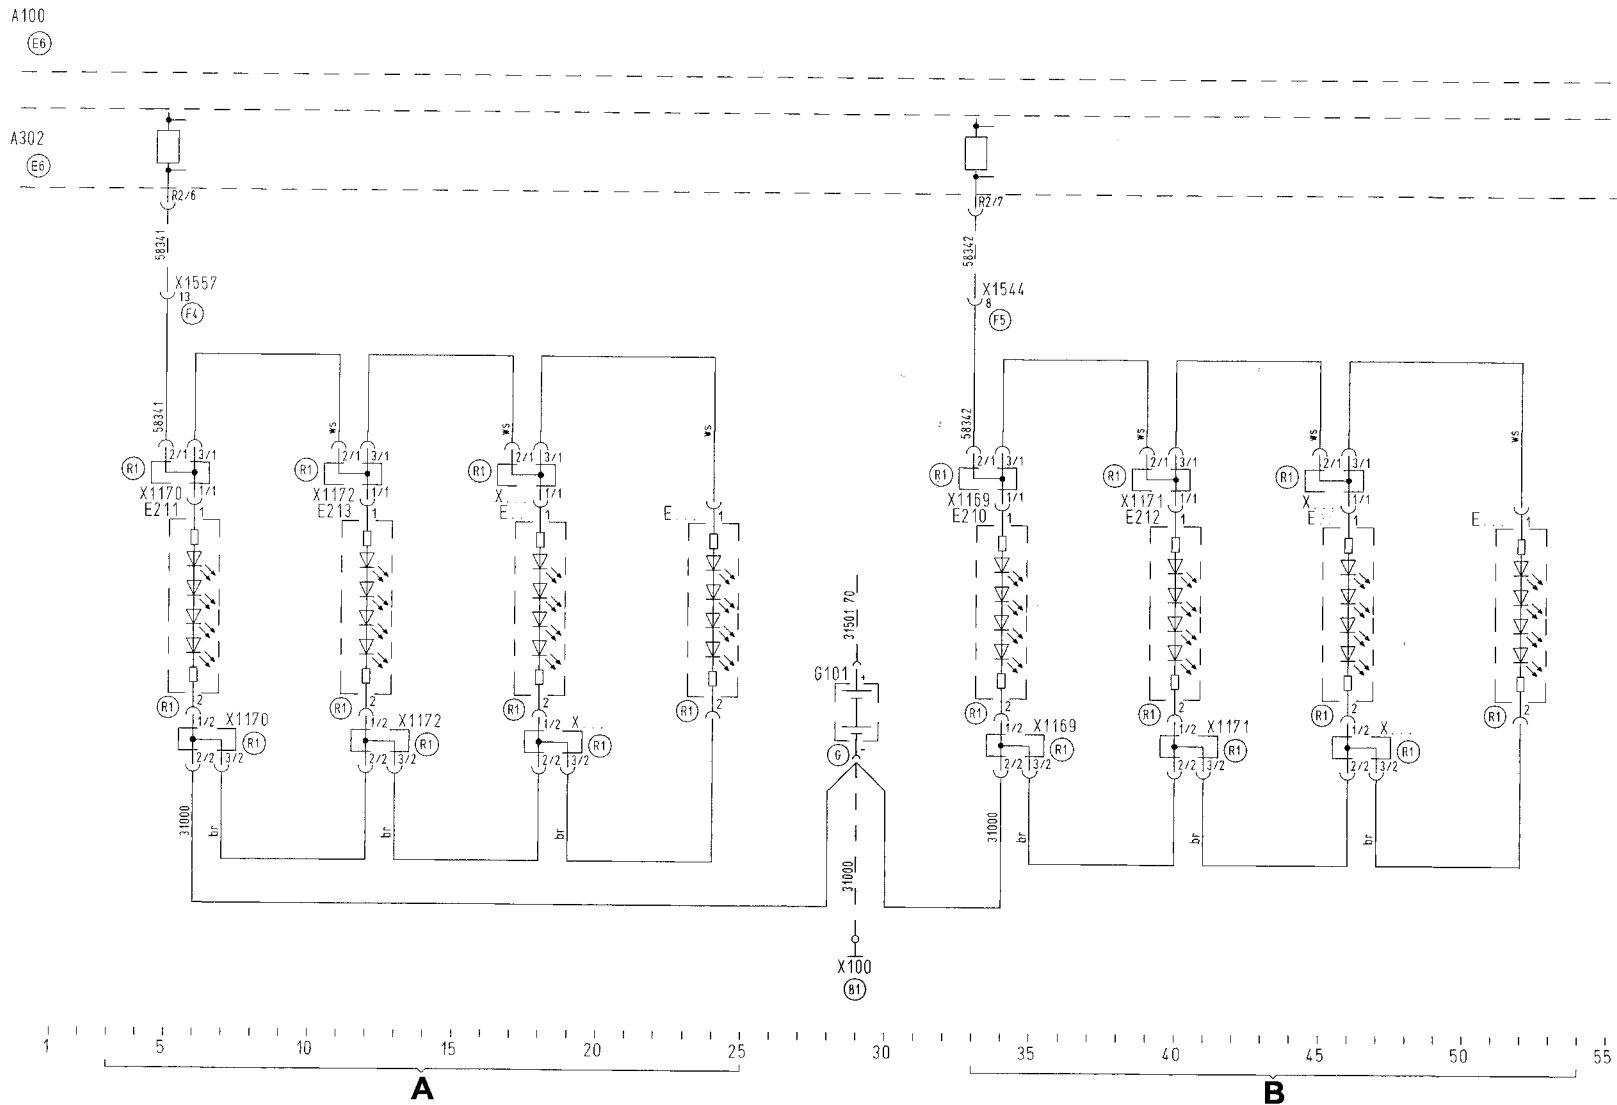 A100
E6
A302
E6
R2/6
R2/7
58341
58342
X1557
13
F4
X1544
8
F5
58341
ws
ws
ws
58342
ws
ws
ws
R1
2/1
3/1
R1
2/1
3/1
R1
2/1
3/1
R1
2/1
3/1
R1
2/1
3/1
R1
2/1
3/1
X1170
1/1
X1172
1/1
X...
1/1
X1169
1/1
X1171
1/1
X...
1/1
E211
1
E213
1
E...
1
E...
1
E210
1
E212
1
E...
1
E...
1
31501 70
G101
+
-
G
R1
2
R1
2
R1
2
R1
2
R1
2
R1
2
R1
2
R1
2
1/2
X1170
1/2
X1172
1/2
X...
1/2
X1169
1/2
X1171
1/2
X...
R1
R1
R1
R1
R1
R1
2/2
3/2
2/2
3/2
2/2
3/2
2/2
3/2
2/2
3/2
2/2
3/2
31000
br
br
br
31000
31000
br
br
br
X100
B1
1
5
10
15
20
25
30
35
40
45
50
55
A
B